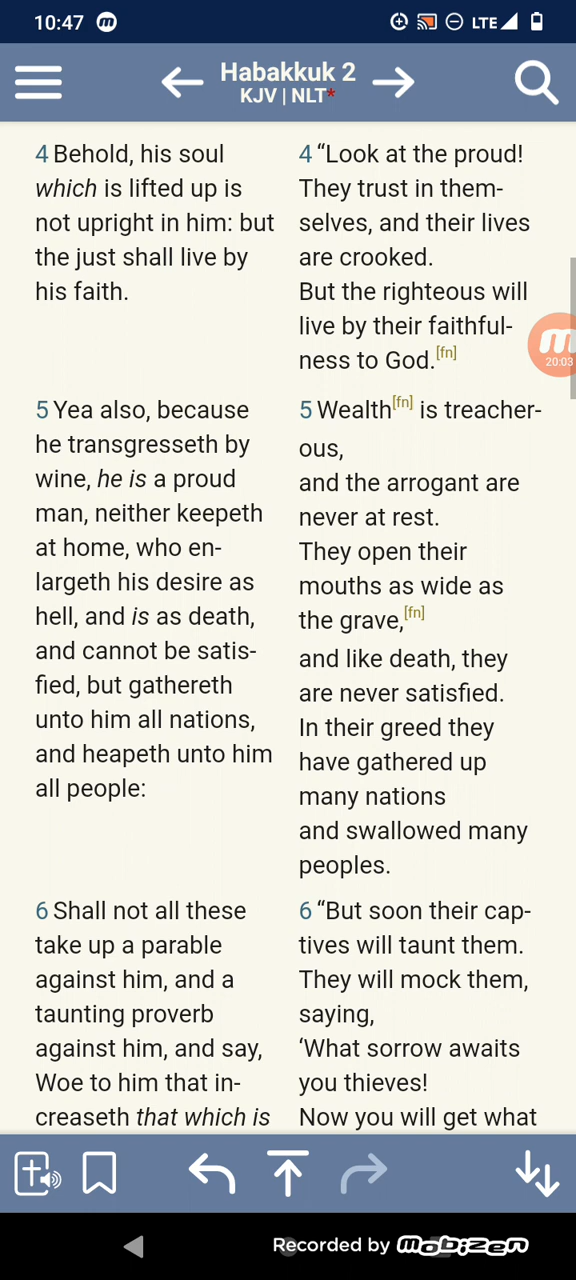 10:47 m
LTE
Habakkuk 2
KJV | NLT*
4 Behold, his soul
which is lifted up is
not upright in him: but
the just shall live by
his faith.
4 “Look at the proud!
They trust in them-
selves, and their lives
are crooked.
But the righteous will
live by their faithful-
ness to God.[fn]
m
20:03
5 Yea also, because
he transgresseth by
wine, he is a proud
man, neither keepeth
at home, who en-
largeth his desire as
hell, and is as death,
and cannot be satis-
fied, but gathereth
unto him all nations,
and heapeth unto him
all people:
5 Wealth[fn] is treacher-
ous,
and the arrogant are
never at rest.
They open their
mouths as wide as
the grave,[fn]
and like death, they
are never satisfied.
In their greed they
have gathered up
many nations
and swallowed many
peoples.
6 Shall not all these
take up a parable
against him, and a
taunting proverb
against him, and say,
Woe to him that in-
creaseth that which is
6 “But soon their cap-
tives will taunt them.
They will mock them,
saying,
‘What sorrow awaits
you thieves!
Now you will get what
Recorded by mobizen